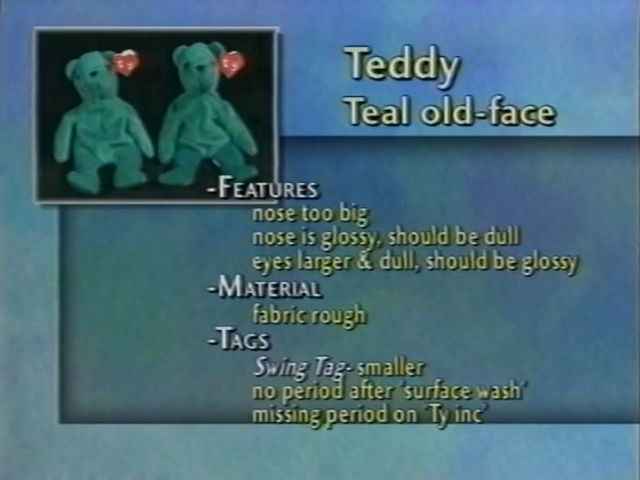 Teddy
Teal old-face
-Features
nose too big
nose is glossy, should be dull
eyes larger & dull, should be glossy
-Material
fabric rough
-Tags
Swing Tag- smaller
no period after 'surface wash'
missing period on 'Ty inc'